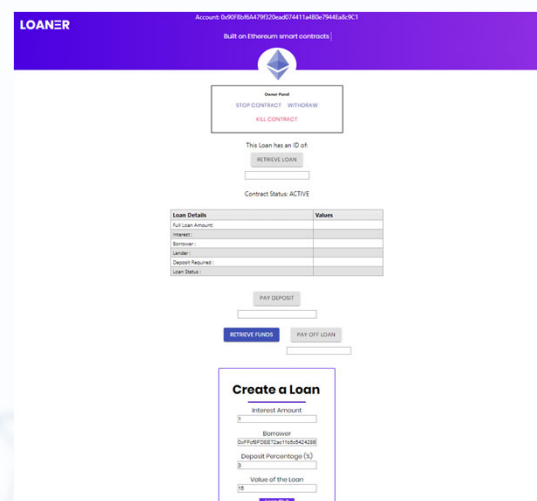 Account: 0x90F8bf6A479f320ead074411a4B0e7944Ea8c9C1
LOANΞR
Built on Ethereum smart contracts|
Owner Panel
STOP CONTRACT WITHDRAW
KILL CONTRACT
This Loan has an ID of:
RETRIEVE LOAN
Contract Status: ACTIVE
Loan Details Values
Full Loan Amount:
Interest :
Borrower :
Lender :
Deposit Required :
Loan Status :
PAY DEPOSIT
RETRIEVE FUNDS PAY OFF LOAN
Create a Loan
Interest Amount
1
Borrower
Deposit Percentage (%)
3
Value of the Loan
15